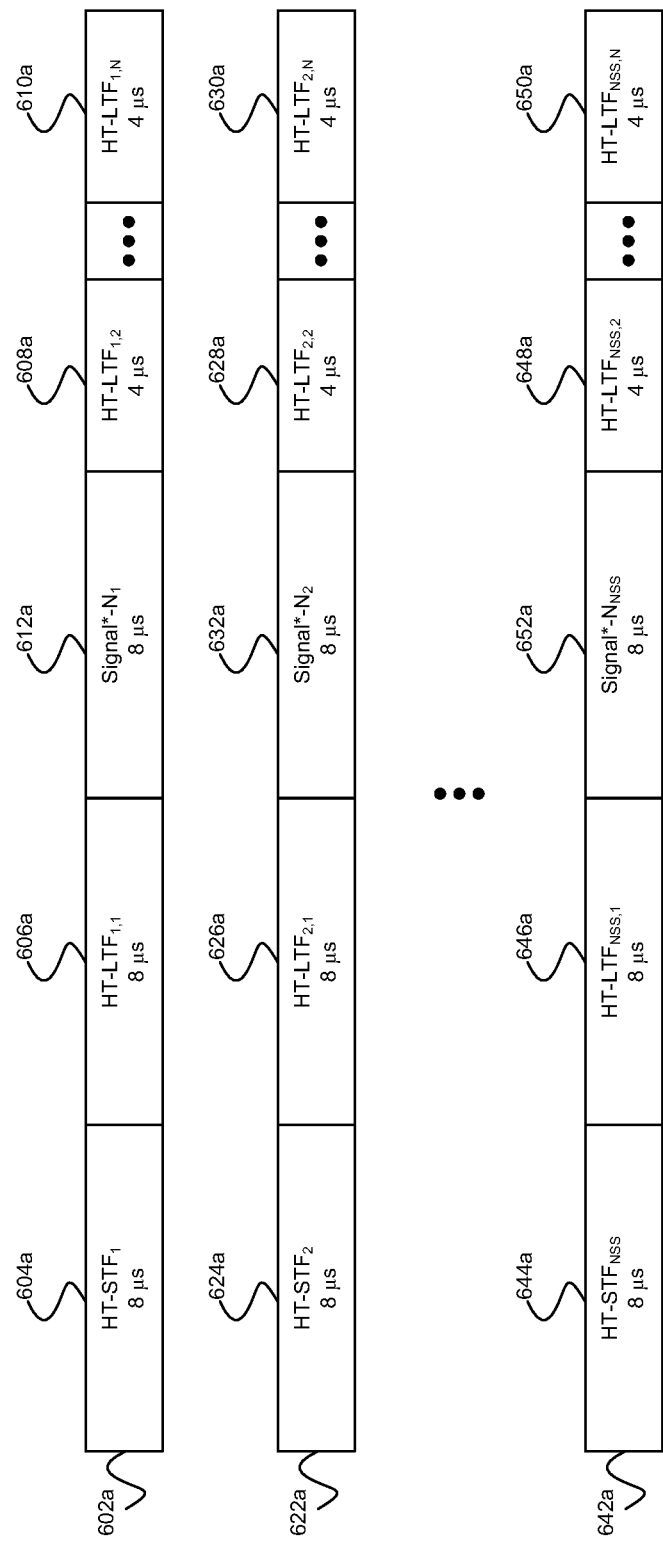 604a 606a 612a 608a 610a
602a
HT-STF₁
8 μs
HT-LTF₁,₁
8 μs
Signal*-N₁
8 μs
HT-LTF₁,₂
4 μs
HT-LTF₁,N
4 μs
624a 626a 632a 628a 630a
622a
HT-STF₂
8 μs
HT-LTF₂,₁
8 μs
Signal*-N₂
8 μs
HT-LTF₂,₂
4 μs
HT-LTF₂,N
4 μs
644a 646a 652a 648a 650a
642a
HT-STFNSS
8 μs
HT-LTFNSS,1
8 μs
Signal*-NNSS
8 μs
HT-LTFNSS,2
4 μs
HT-LTFNSS,N
4 μs